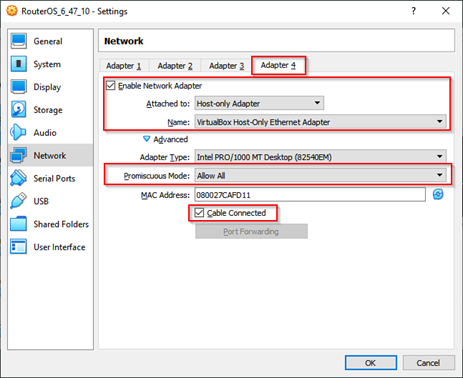 RouterOS_6_47_10 - Settings
? ×
General
System
Display
Storage
Audio
Network
Serial Ports
USB
Shared Folders
User Interface
Network
Adapter 1 Adapter 2 Adapter 3 Adapter 4
Enable Network Adapter
Attached to: Host-only Adapter
Name: VirtualBox Host-Only Ethernet Adapter
Advanced
Adapter Type: Intel PRO/1000 MT Desktop (82540EM)
Promiscuous Mode: Allow All
MAC Address: 080027CAFD11
Cable Connected
Port Forwarding
OK Cancel